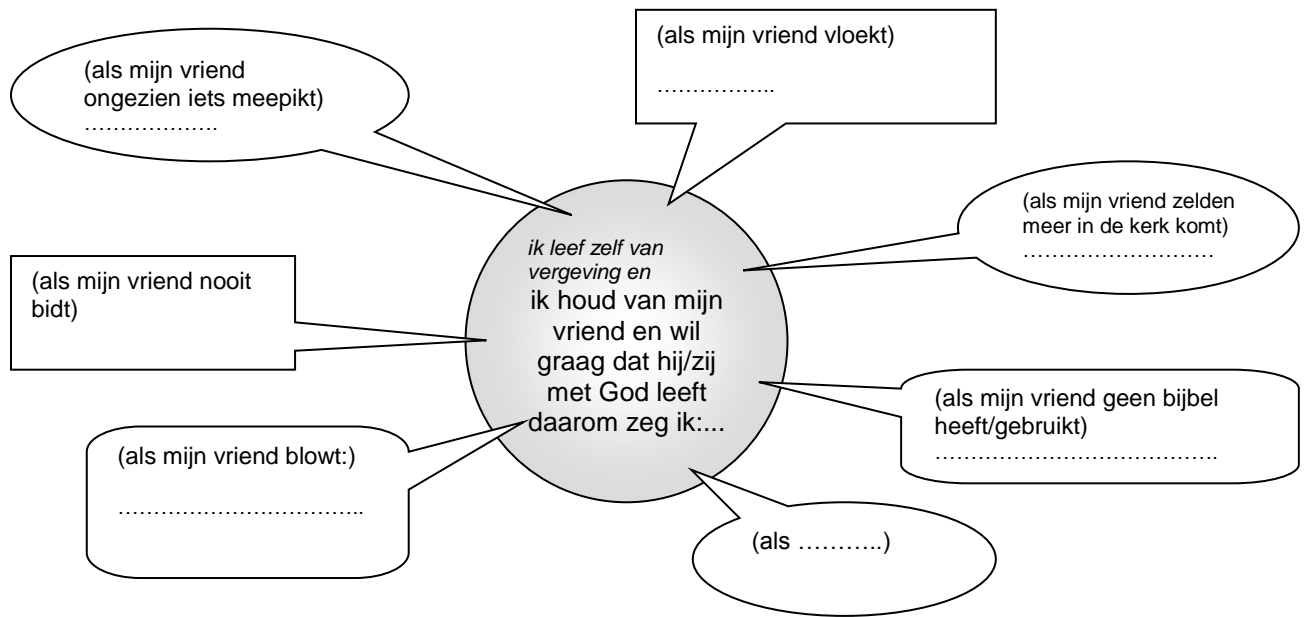 (als mijn vriend vloekt)
……………..
(als mijn vriend
ongezien iets meepikt)
……………….
(als mijn vriend zelden
meer in de kerk komt)
………………………
ik leef zelf van
vergeving en
ik houd van mijn
vriend en wil
graag dat hij/zij
met God leeft
daarom zeg ik:...
(als mijn vriend nooit
bidt)
(als mijn vriend geen bijbel
heeft/gebruikt)
………………………………….
(als mijn vriend blowt:)
……………………………..
(als ………..)